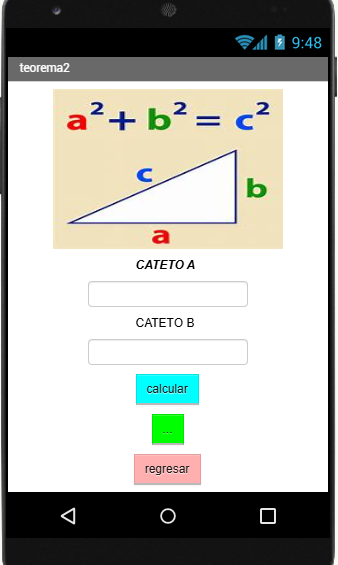 9:48
teorema2
a² + b² = c²
c
b
a
CATETO A
CATETO B
calcular
...
regresar